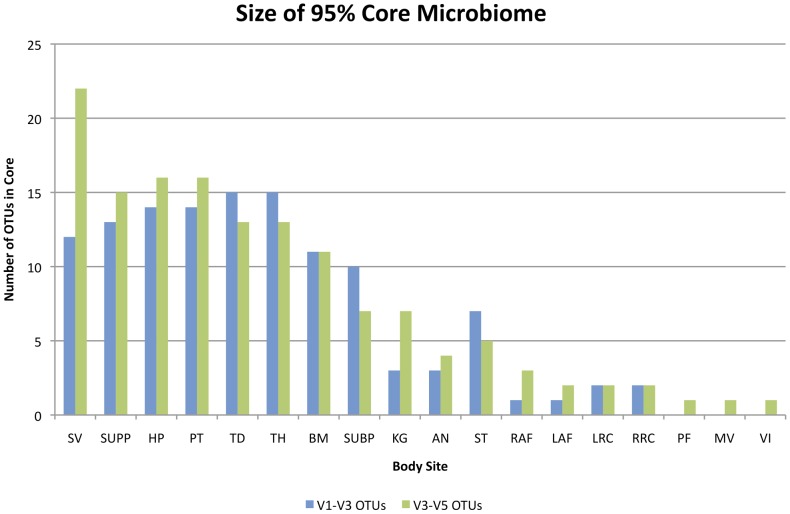 Size of 95% Core Microbiome
25
20
15
10
5
0
Number of OTUs in Core
SV SUPP HP PT TD TH BM SUBP KG AN ST RAF LAF LRC RRC PF MV VI
Body Site
V1-V3 OTUs V3-V5 OTUs